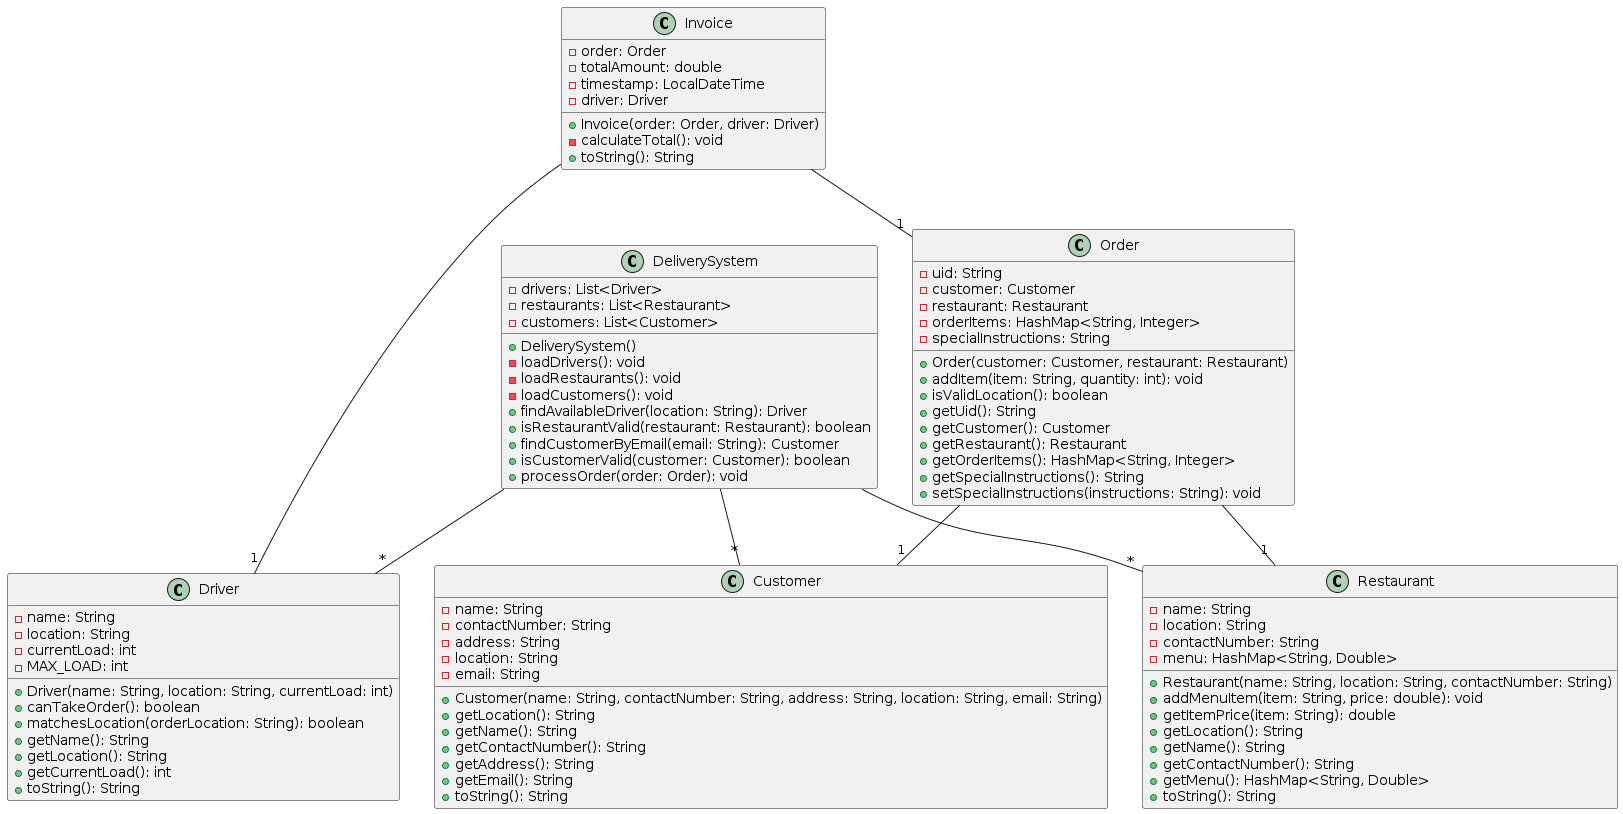 C Invoice
order: Order
totalAmount: double
timestamp: LocalDateTime
driver: Driver
Invoice(order: Order, driver: Driver)
calculateTotal(): void
toString(): String
1
C Order
uid: String
customer: Customer
restaurant: Restaurant
orderItems: HashMap<String, Integer>
specialInstructions: String
Order(customer: Customer, restaurant: Restaurant)
addItem(item: String, quantity: int): void
isValidLocation(): boolean
getUid(): String
getCustomer(): Customer
getRestaurant(): Restaurant
getOrderItems(): HashMap<String, Integer>
getSpecialInstructions(): String
setSpecialInstructions(instructions: String): void
C DeliverySystem
drivers: List<Driver>
restaurants: List<Restaurant>
customers: List<Customer>
DeliverySystem()
loadDrivers(): void
loadRestaurants(): void
loadCustomers(): void
findAvailableDriver(location: String): Driver
isRestaurantValid(restaurant: Restaurant): boolean
findCustomerByEmail(email: String): Customer
isCustomerValid(customer: Customer): boolean
processOrder(order: Order): void
1
*
*
1
*
1
C Driver
name: String
location: String
currentLoad: int
MAX_LOAD: int
Driver(name: String, location: String, currentLoad: int)
canTakeOrder(): boolean
matchesLocation(orderLocation: String): boolean
getName(): String
getLocation(): String
getCurrentLoad(): int
toString(): String
C Customer
name: String
contactNumber: String
address: String
location: String
email: String
Customer(name: String, contactNumber: String, address: String, location: String, email: String)
getLocation(): String
getName(): String
getContactNumber(): String
getAddress(): String
getEmail(): String
toString(): String
C Restaurant
name: String
location: String
contactNumber: String
menu: HashMap<String, Double>
Restaurant(name: String, location: String, contactNumber: String)
addMenuItem(item: String, price: double): void
getItemPrice(item: String): double
getLocation(): String
getName(): String
getContactNumber(): String
getMenu(): HashMap<String, Double>
toString(): String